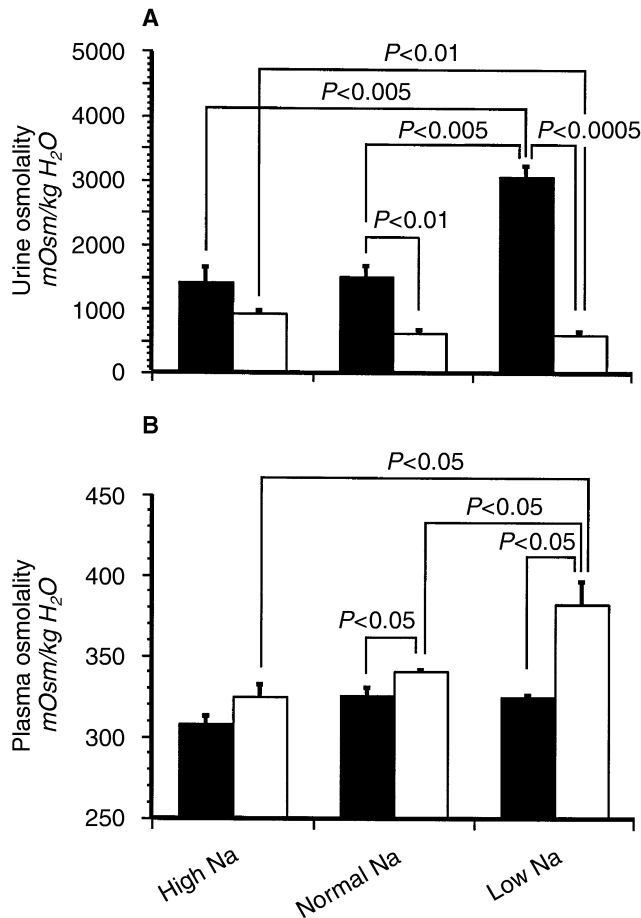 A
Urine osmolality
mOsm/kg H₂O
5000
4000
3000
2000
1000
0
P<0.01
P<0.005
P<0.005
P<0.0005
P<0.01
B
Plasma osmolality
mOsm/kg H₂O
450
400
350
300
250
P<0.05
P<0.05
P<0.05
P<0.05
High Na
Normal Na
Low Na